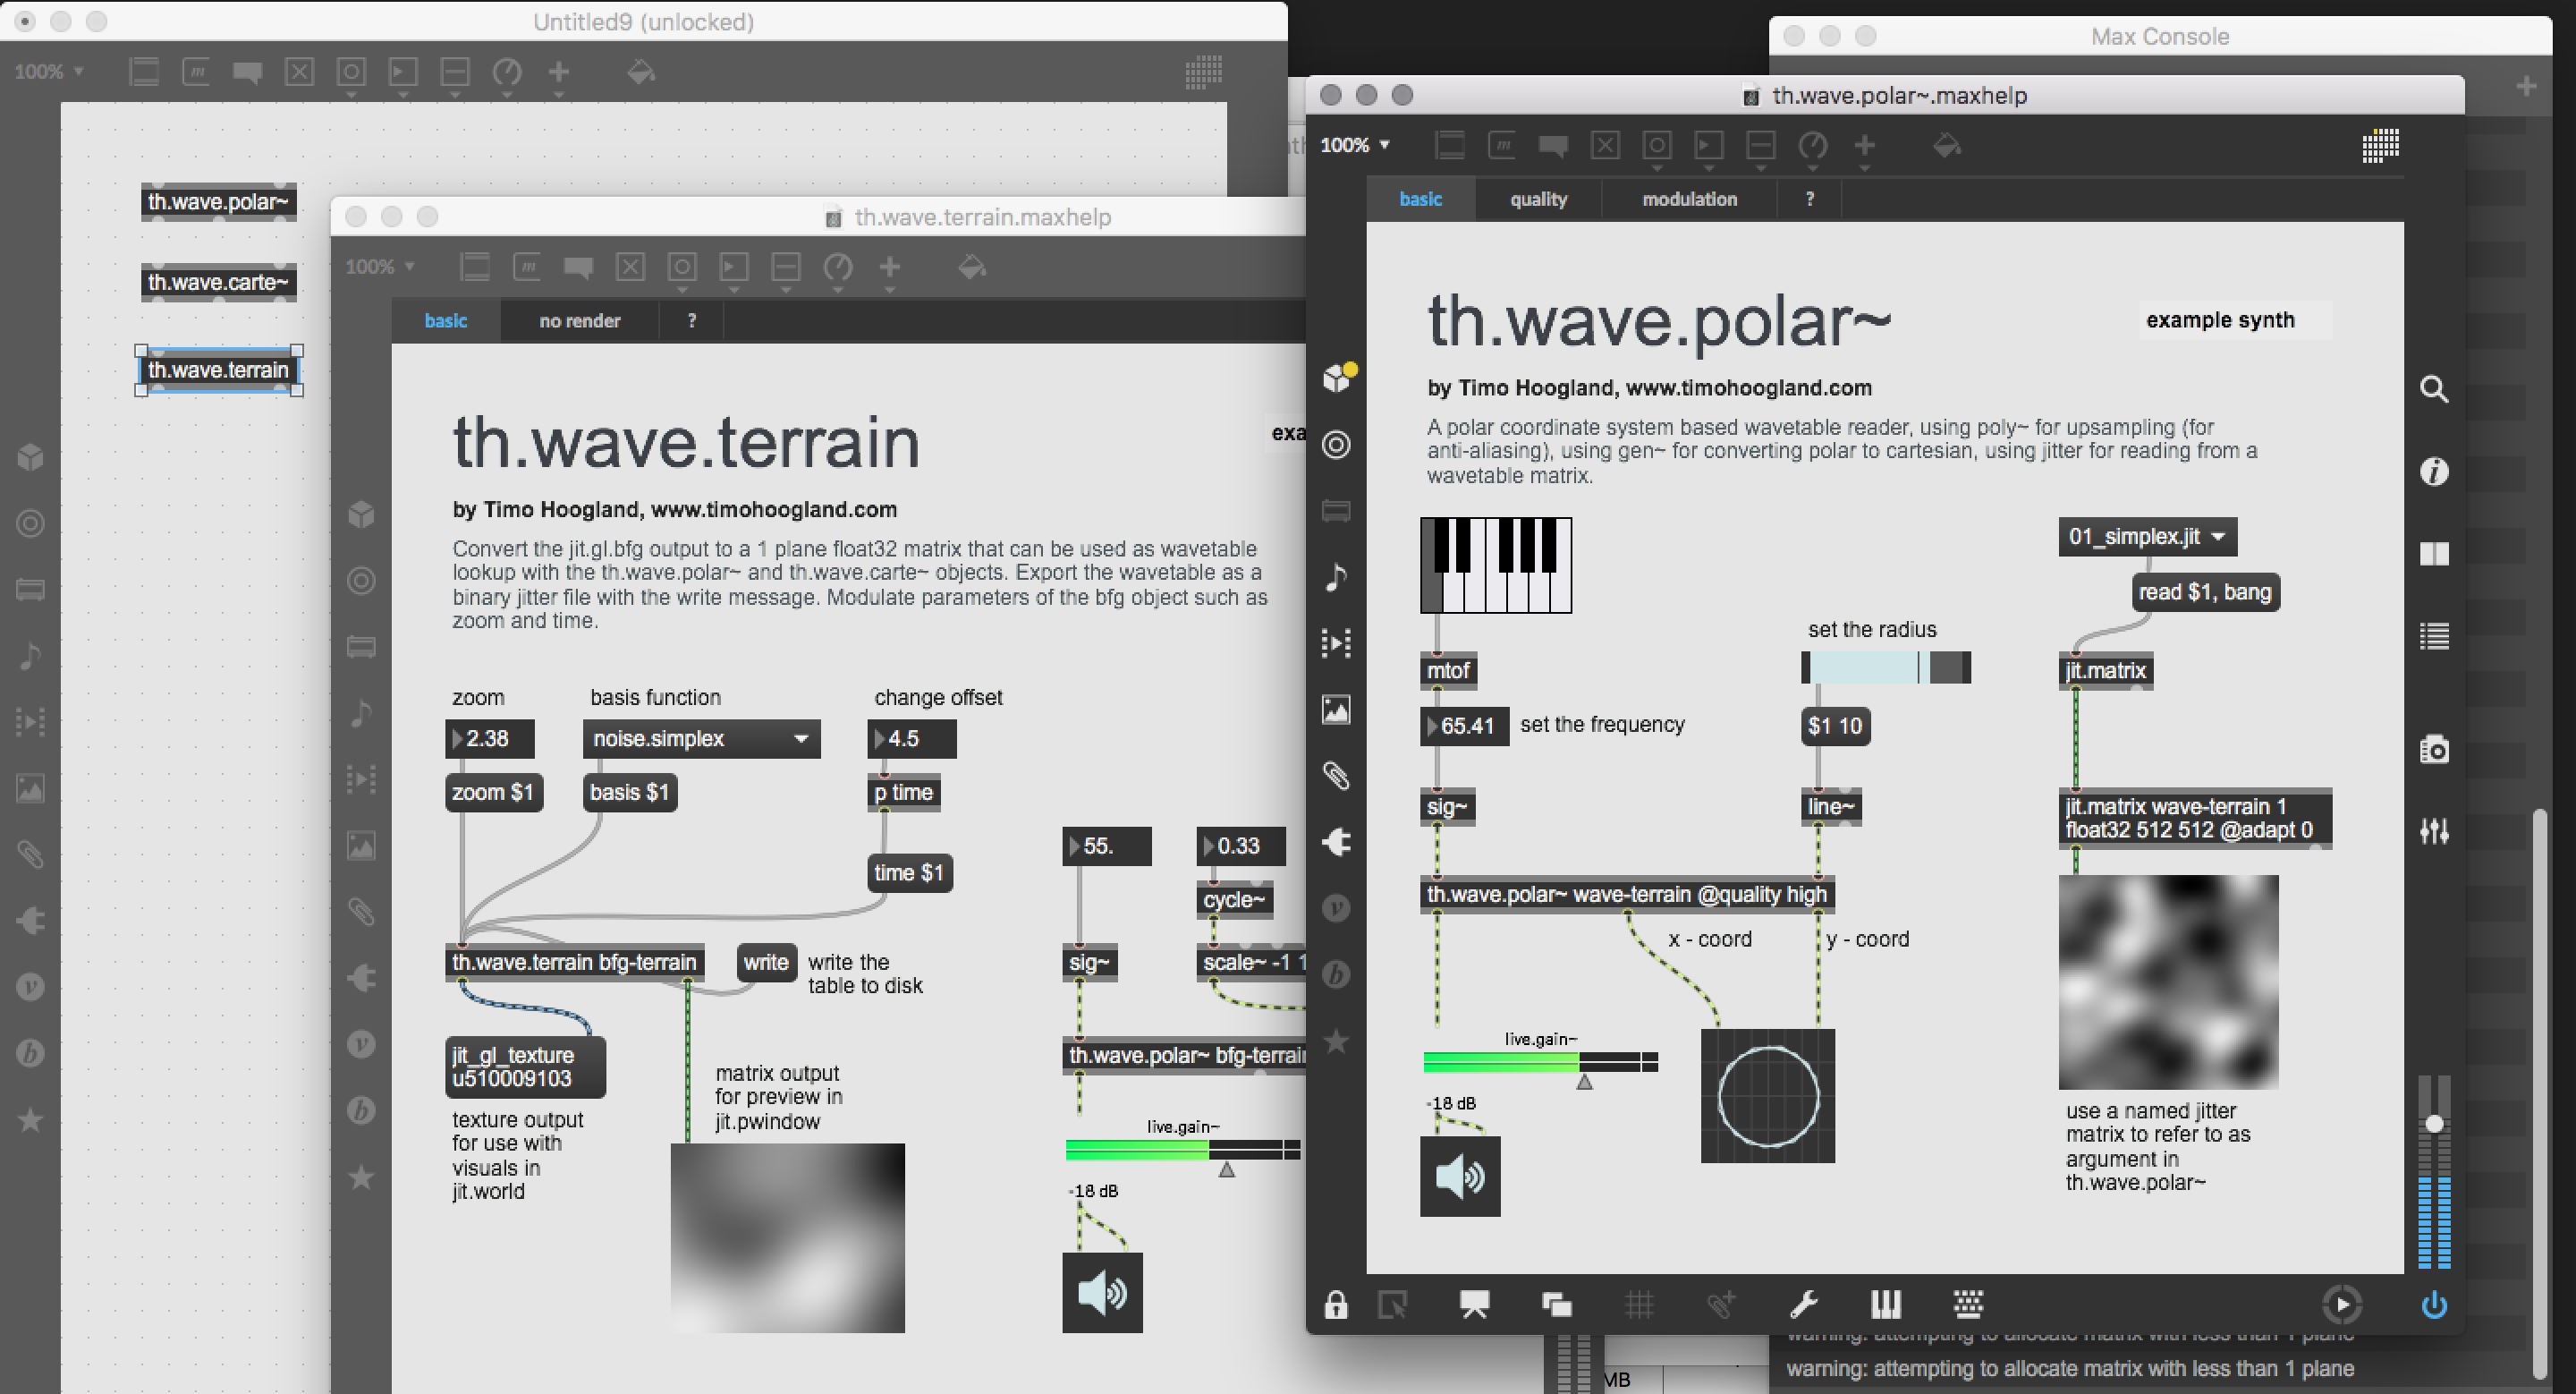 Untitled9 (unlocked)
100%
m
th.wave.polar~
th.wave.carte~
th.wave.terrain
th.wave.terrain.maxhelp
100%
m
basic
no render
?
th.wave.terrain
exa
by Timo Hoogland, www.timohoogland.com
Convert the jit.gl.bfg output to a 1 plane float32 matrix that can be used as wavetable
lookup with the th.wave.polar~ and th.wave.carte~ objects. Export the wavetable as a
binary jitter file with the write message. Modulate parameters of the bfg object such as
zoom and time.
zoom
basis function
change offset
2.38
noise.simplex
4.5
zoom $1
basis $1
p time
time $1
55.
0.33
cycle~
th.wave.terrain bfg-terrain
write
write the
table to disk
sig~
scale~ -1 1
jit_gl_texture
u510009103
th.wave.polar~ bfg-terrain
matrix output
for preview in
jit.pwindow
texture output
for use with
visuals in
jit.world
live.gain~
-18 dB
Max Console
th.wave.polar~.maxhelp
100%
m
basic
quality
modulation
?
th.wave.polar~
example synth
by Timo Hoogland, www.timohoogland.com
A polar coordinate system based wavetable reader, using poly~ for upsampling (for
anti-aliasing), using gen~ for converting polar to cartesian, using jitter for reading from a
wavetable matrix.
01_simplex.jit
read $1, bang
set the radius
mtof
jit.matrix
65.41
set the frequency
$1 10
sig~
line~
jit.matrix wave-terrain 1
float32 512 512 @adapt 0
th.wave.polar~ wave-terrain @quality high
x - coord
y - coord
live.gain~
-18 dB
use a named jitter
matrix to refer to as
argument in
th.wave.polar~
warning: attempting to allocate matrix with less than 1 plane
warning: attempting to allocate matrix with less than 1 plane
MB